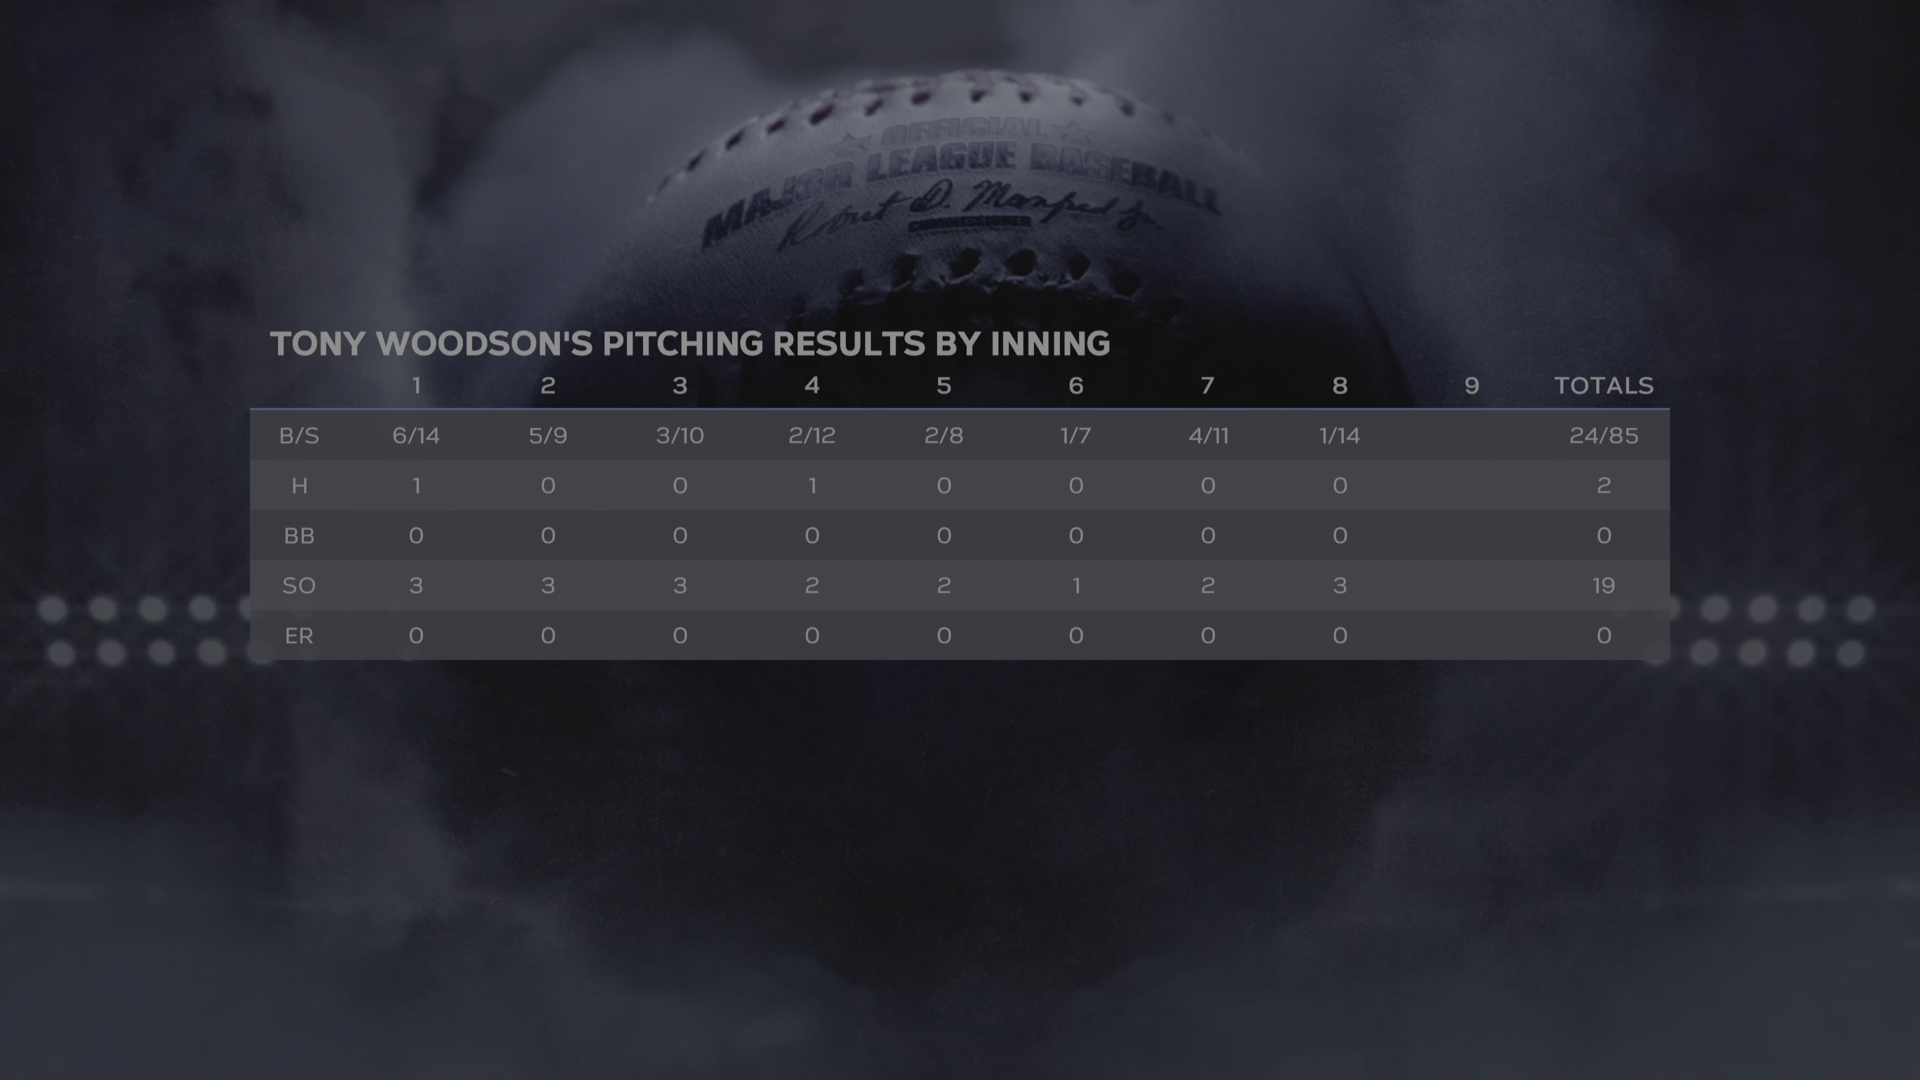 OFFICIAL
MAJOR LEAGUE BASEBALL
Robert D. Manfred Jr.
COMMISSIONER
TONY WOODSON'S PITCHING RESULTS BY INNING
1 2 3 4 5 6 7 8 9 TOTALS
B/S 6/14 5/9 3/10 2/12 2/8 1/7 4/11 1/14 24/85
H 1 0 0 1 0 0 0 0 2
BB 0 0 0 0 0 0 0 0 0
SO 3 3 3 2 2 1 2 3 19
ER 0 0 0 0 0 0 0 0 0